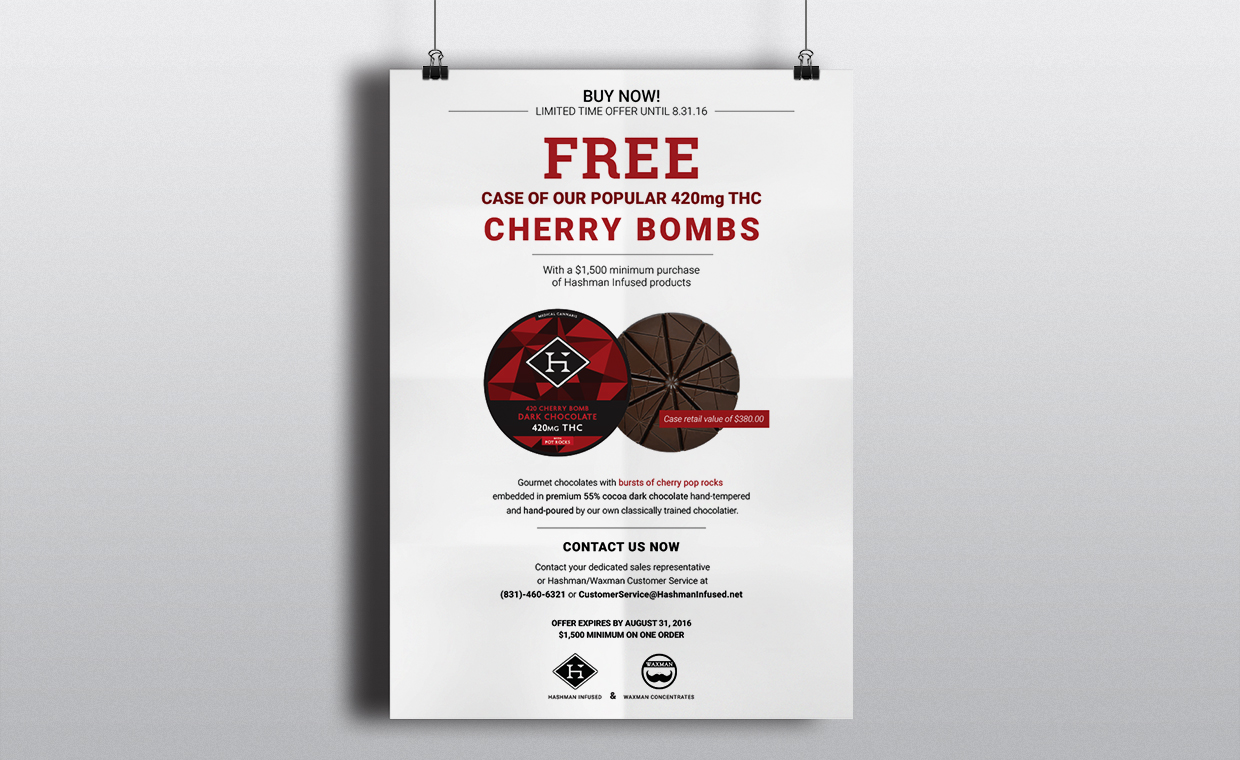 BUY NOW!
LIMITED TIME OFFER UNTIL 8.31.16
FREE
CASE OF OUR POPULAR 420mg THC
CHERRY BOMBS
With a $1,500 minimum purchase
of Hashman Infused products
MEDICAL CANNABIS
H
420 CHERRY BOMB
DARK CHOCOLATE
420MG THC
WITH
POT ROCKS
Case retail value of $380.00
Gourmet chocolates with bursts of cherry pop rocks
embedded in premium 55% cocoa dark chocolate hand-tempered
and hand-poured by our own classically trained chocolatier.
CONTACT US NOW
Contact your dedicated sales representative
or Hashman/Waxman Customer Service at
(831)-460-6321 or CustomerService@HashmanInfused.net
OFFER EXPIRES BY AUGUST 31, 2016
$1,500 MINIMUM ON ONE ORDER
H
WAXMAN
HASHMAN INFUSED & WAXMAN CONCENTRATES